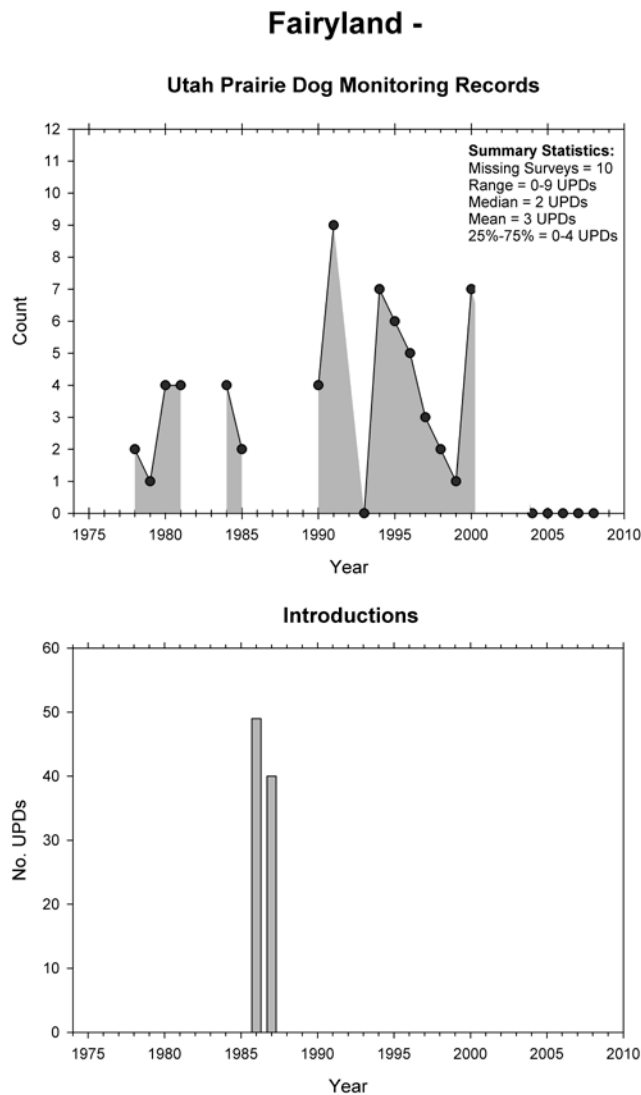 Fairyland -
Utah Prairie Dog Monitoring Records
12
11
10
9
8
7
6
5
4
3
2
1
0
Count
Summary Statistics:
Missing Surveys = 10
Range = 0-9 UPDs
Median = 2 UPDs
Mean = 3 UPDs
25%-75% = 0-4 UPDs
1975 1980 1985 1990 1995 2000 2005 2010
Year
Introductions
60
50
40
30
20
10
0
No. UPDs
1975 1980 1985 1990 1995 2000 2005 2010
Year